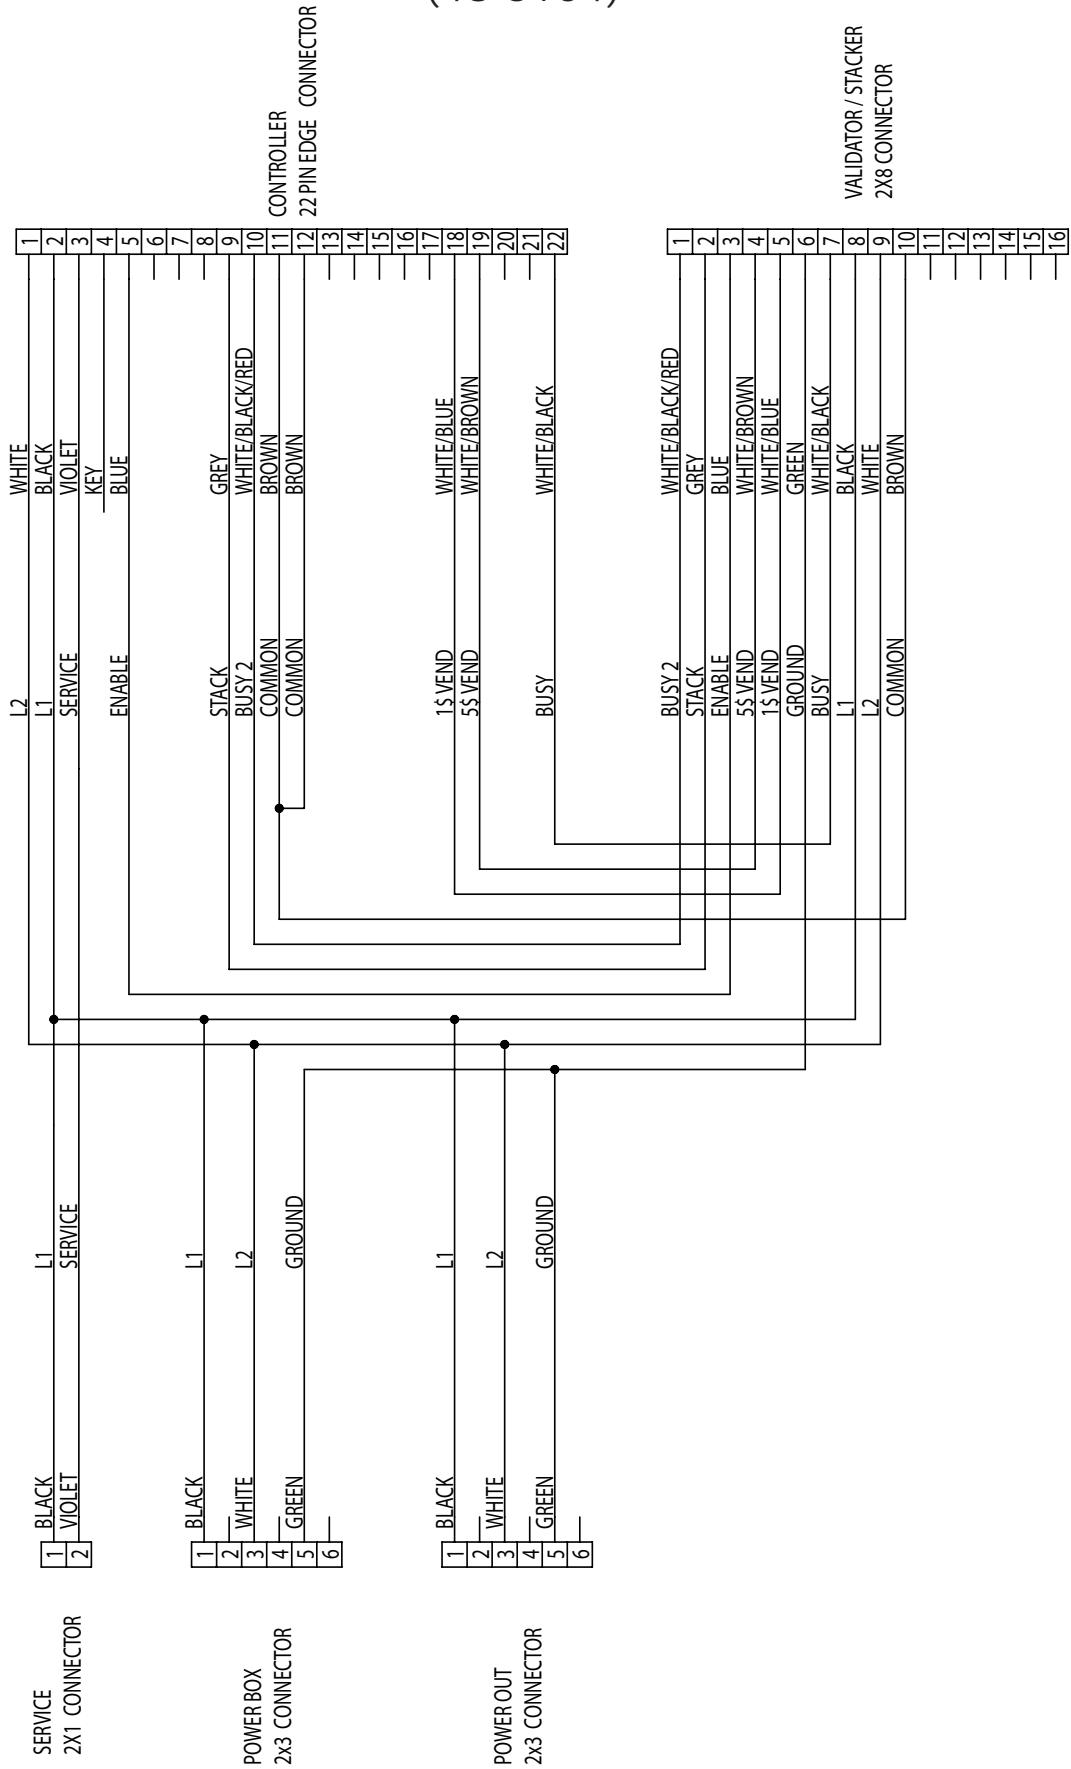 SERVICE
2X1 CONNECTOR
1 BLACK L1
2 VIOLET SERVICE
POWER BOX
2x3 CONNECTOR
1 BLACK L1
2
3 WHITE L2
4
5 GREEN GROUND
6
POWER OUT
2x3 CONNECTOR
1 BLACK L1
2
3 WHITE L2
4
5 GREEN GROUND
6
L2 WHITE 1
L1 BLACK 2
SERVICE VIOLET 3
KEY 4
ENABLE BLUE 5
6
7
8
STACK GREY 9
BUSY 2 WHITE/BLACK/RED 10
COMMON BROWN 11
COMMON BROWN 12
13
14
15
16
17
1$ VEND WHITE/BLUE 18
5$ VEND WHITE/BROWN 19
20
21
BUSY WHITE/BLACK 22
CONTROLLER
22 PIN EDGE CONNECTOR
BUSY 2 WHITE/BLACK/RED 1
STACK GREY 2
ENABLE BLUE 3
5$ VEND WHITE/BROWN 4
1$ VEND WHITE/BLUE 5
GROUND GREEN 6
BUSY WHITE/BLACK 7
L1 BLACK 8
L2 WHITE 9
COMMON BROWN 10
11
12
13
14
15
16
VALIDATOR / STACKER
2X8 CONNECTOR